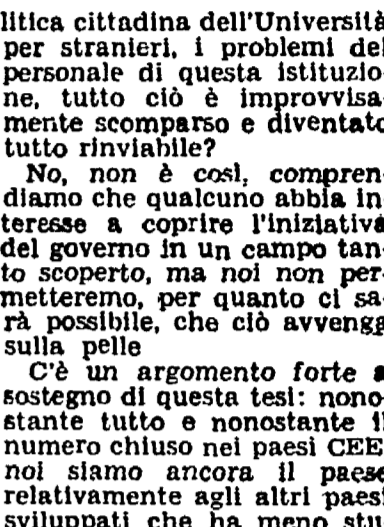 litica cittadina dell'Università
per stranieri, i problemi del
personale di questa istituzio-
ne, tutto ciò è improvvisa-
mente scomparso e diventato
tutto rinviabile?
No, non è così, compren-
diamo che qualcuno abbia in-
teresse a coprire l'iniziativa
del governo in un campo tan-
to scoperto, ma noi non per-
metteremo, per quanto ci sa-
rà possibile, che ciò avvenga
sulla pelle
C'è un argomento forte a
sostegno di questa tesi: nono-
stante tutto e nonostante il
numero chiuso nei paesi CEE
noi siamo ancora il paese
relativamente agli altri paesi
sviluppati che ha meno stu